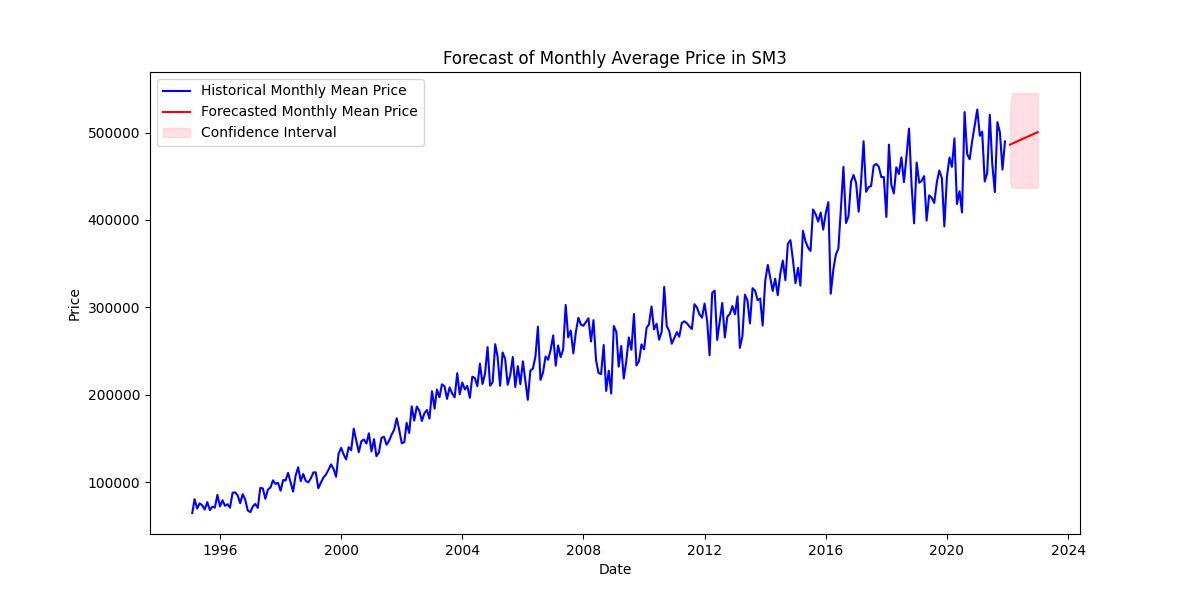 Forecast of Monthly Average Price in SM3
Historical Monthly Mean Price
Forecasted Monthly Mean Price
Confidence Interval
Price
500000
400000
300000
200000
100000
1996 2000 2004 2008 2012 2016 2020 2024
Date